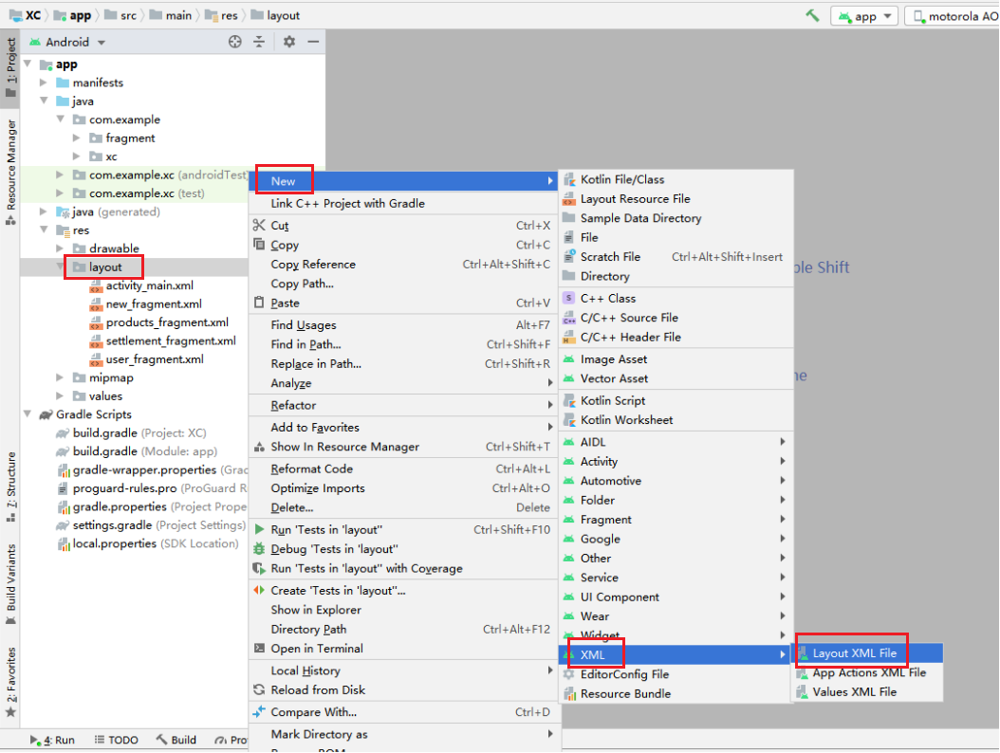 XC app src main res layout
app
motorola AO
1: Project
Android
Resource Manager
Z: Structure
Build Variants
2: Favorites
app
manifests
java
com.example
fragment
xc
com.example.xc (androidTest)
com.example.xc (test)
java (generated)
res
drawable
layout
activity_main.xml
new_fragment.xml
products_fragment.xml
settlement_fragment.xml
user_fragment.xml
mipmap
values
Gradle Scripts
build.gradle (Project: XC)
build.gradle (Module: app)
gradle-wrapper.properties (Grad
proguard-rules.pro (ProGuard R
gradle.properties (Project Prope
settings.gradle (Project Settings)
local.properties (SDK Location)
New
Link C++ Project with Gradle
Cut Ctrl+X
Copy Ctrl+C
Copy Reference Ctrl+Alt+Shift+C
Copy Path...
Paste Ctrl+V
Find Usages Alt+F7
Find in Path... Ctrl+Shift+F
Replace in Path... Ctrl+Shift+R
Analyze
Refactor
Add to Favorites
Show In Resource Manager Ctrl+Shift+T
Reformat Code Ctrl+Alt+L
Optimize Imports Ctrl+Alt+O
Delete... Delete
Run 'Tests in 'layout'' Ctrl+Shift+F10
Debug 'Tests in 'layout''
Run 'Tests in 'layout'' with Coverage
Create 'Tests in 'layout''...
Show in Explorer
Directory Path Ctrl+Alt+F12
Open in Terminal
Local History
Reload from Disk
Compare With... Ctrl+D
Mark Directory as
Kotlin File/Class
Layout Resource File
Sample Data Directory
File
Scratch File Ctrl+Alt+Shift+Insert
Directory
C++ Class
C/C++ Source File
C/C++ Header File
Image Asset
Vector Asset
Kotlin Script
Kotlin Worksheet
AIDL
Activity
Automotive
Folder
Fragment
Google
Other
Service
UI Component
Wear
Widget
XML
EditorConfig File
Resource Bundle
Layout XML File
App Actions XML File
Values XML File
ble Shift
ne
4: Run TODO Build Pro